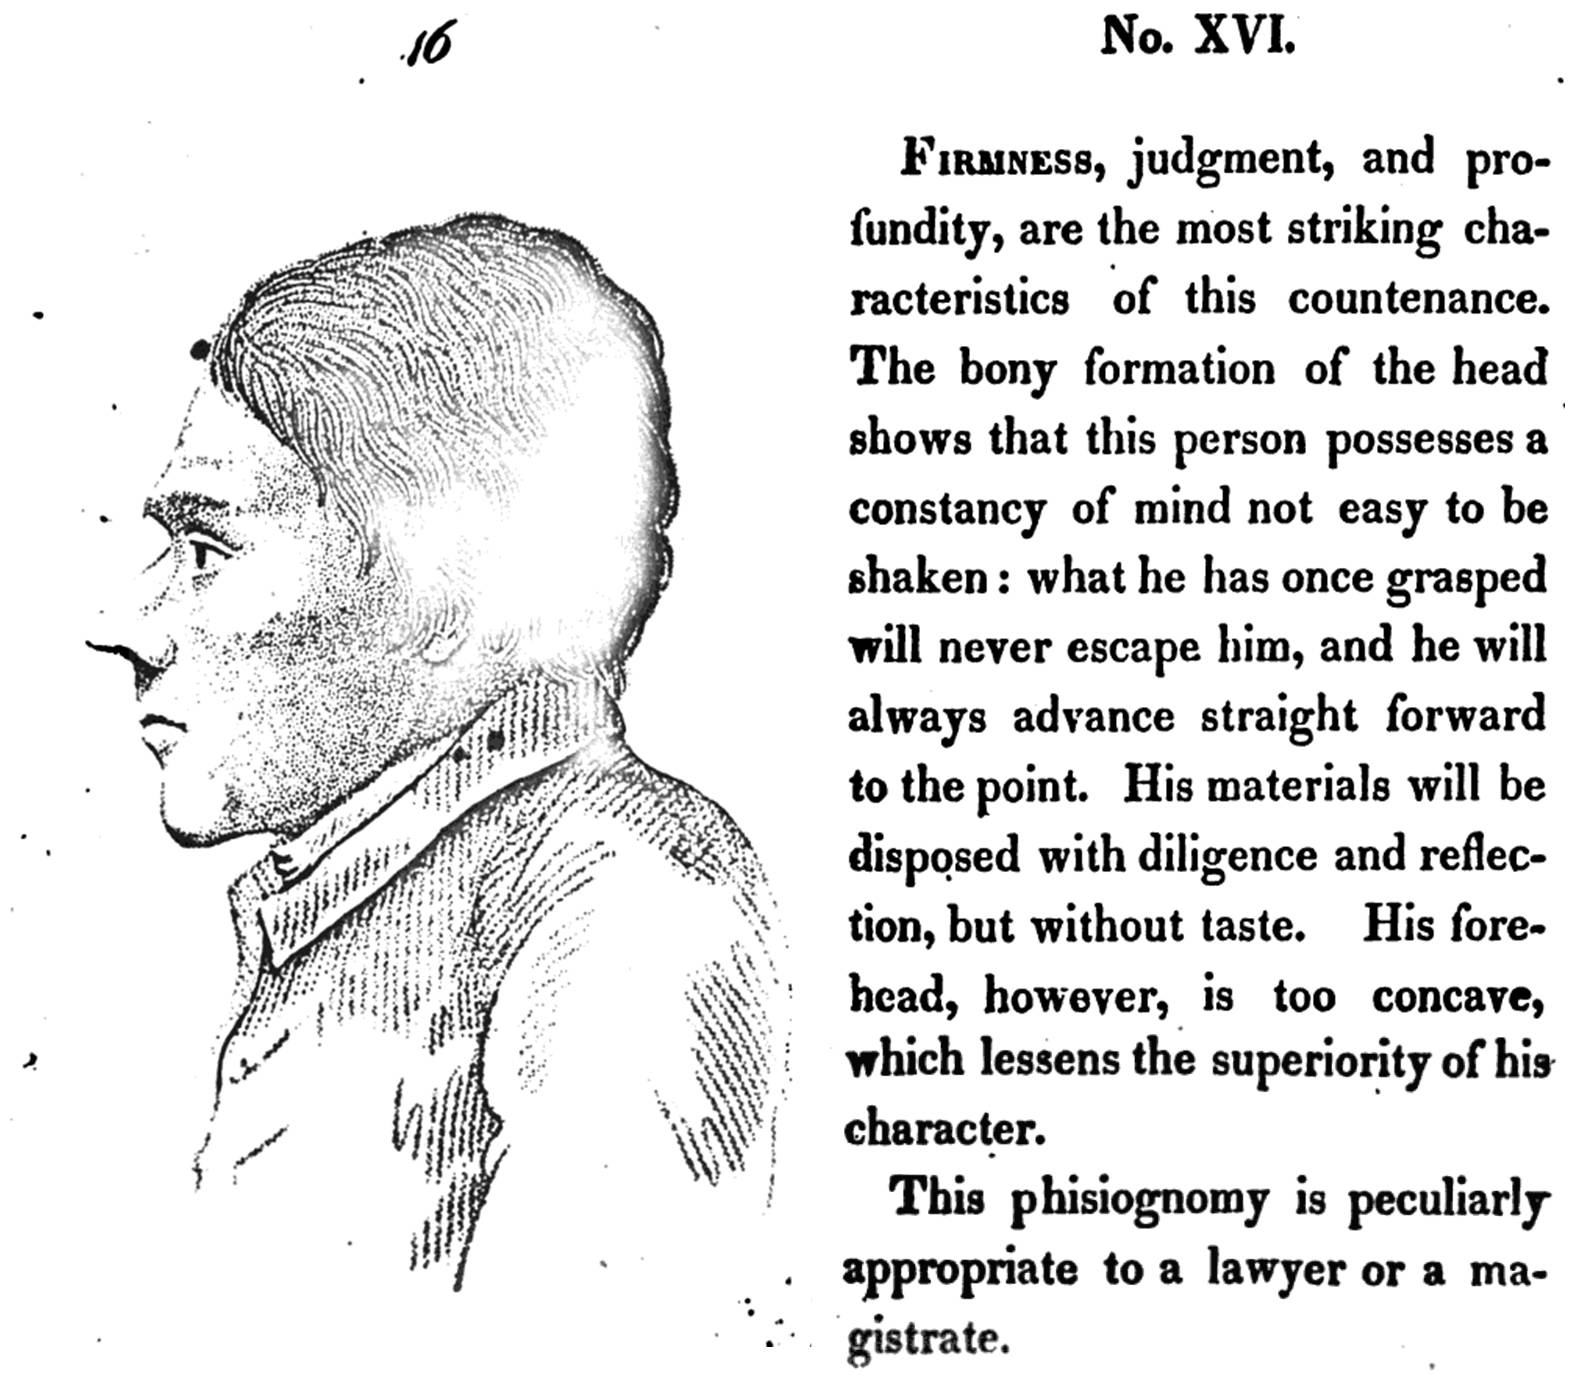 16
No. XVI.
FIRMNESS, judgment, and pro-
fundity, are the most striking cha-
racteristics of this countenance.
The bony formation of the head
shows that this person possesses a
constancy of mind not easy to be
shaken : what he has once grasped
will never escape him, and he will
always advance straight forward
to the point. His materials will be
disposed with diligence and reflec-
tion, but without taste. His fore-
head, however, is too concave,
which lessens the superiority of his
character.
This phisiognomy is peculiarly
appropriate to a lawyer or a ma-
gistrate.